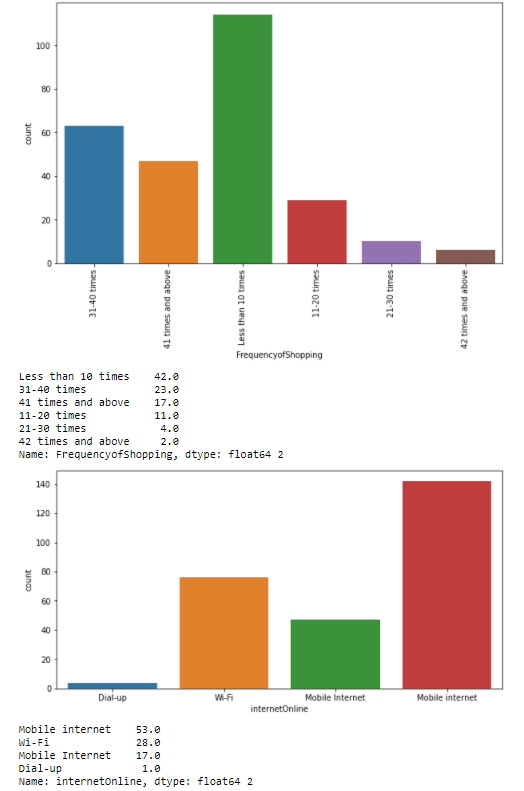 100
80
60
40
20
0
count
31-40 times
41 times and above
Less than 10 times
11-20 times
21-30 times
42 times and above
FrequencyofShopping
Less than 10 times 42.0
31-40 times 23.0
41 times and above 17.0
11-20 times 11.0
21-30 times 4.0
42 times and above 2.0
Name: FrequencyofShopping, dtype: float64 2
140
120
100
80
60
40
20
0
count
Dial-up Wi-Fi Mobile Internet Mobile internet
internetOnline
Mobile internet 53.0
Wi-Fi 28.0
Mobile Internet 17.0
Dial-up 1.0
Name: internetOnline, dtype: float64 2